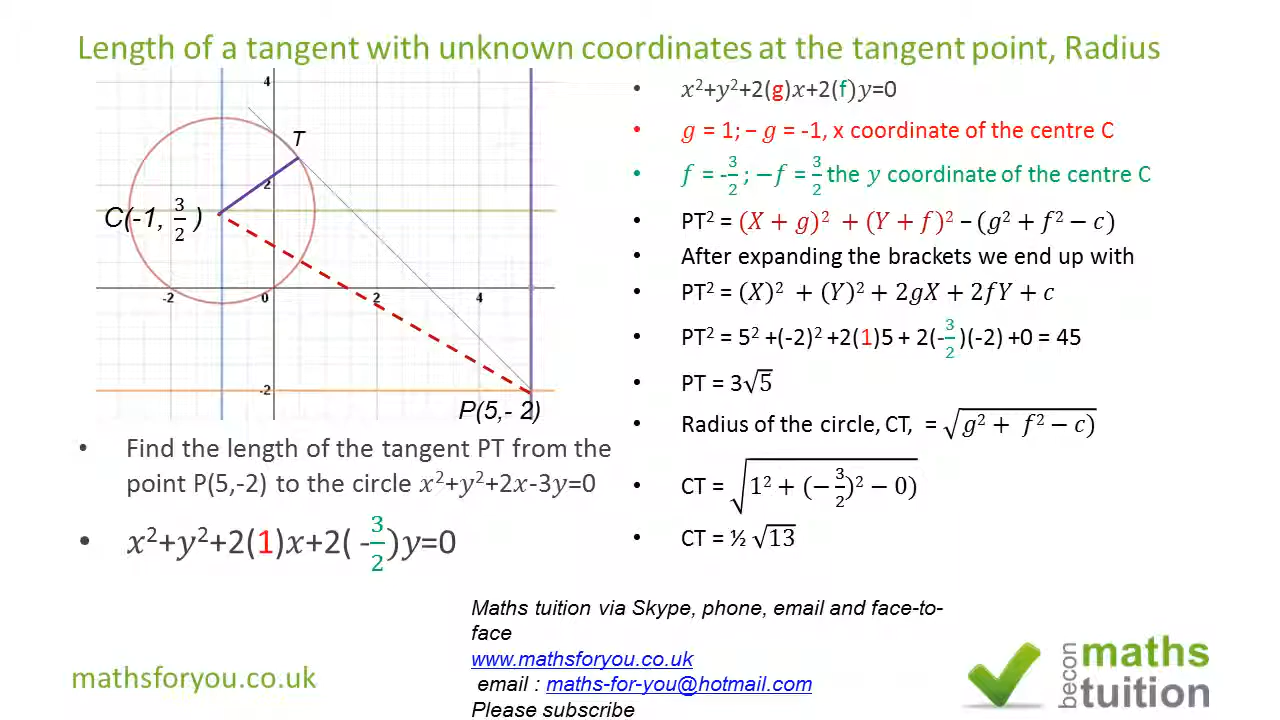 Length of a tangent with unknown coordinates at the tangent point, Radius
4
T
2
C(-1, 3/2 )
-2
0
2
4
-2
P(5,- 2)
• Find the length of the tangent PT from the
point P(5,-2) to the circle x²+y²+2x-3y=0
• x²+y²+2(1)x+2( -3/2)y=0
• x²+y²+2(g)x+2(f)y=0
• g = 1; − g = -1, x coordinate of the centre C
• f = -3/2 ; −f = 3/2 the y coordinate of the centre C
• PT² = (X + g)² + (Y + f)² − (g² + f² − c)
• After expanding the brackets we end up with
• PT² = (X)² + (Y)² + 2gX + 2fY + c
• PT² = 5² +(-2)² +2(1)5 + 2(-3/2)(-2) +0 = 45
• PT = 3√5
• Radius of the circle, CT, = √g² + f² − c)
• CT = √1² + (−3/2)² − 0)
• CT = ½ √13
Maths tuition via Skype, phone, email and face-to-
face
www.mathsforyou.co.uk
email : maths-for-you@hotmail.com
Please subscribe
mathsforyou.co.uk
becon
maths
tuition